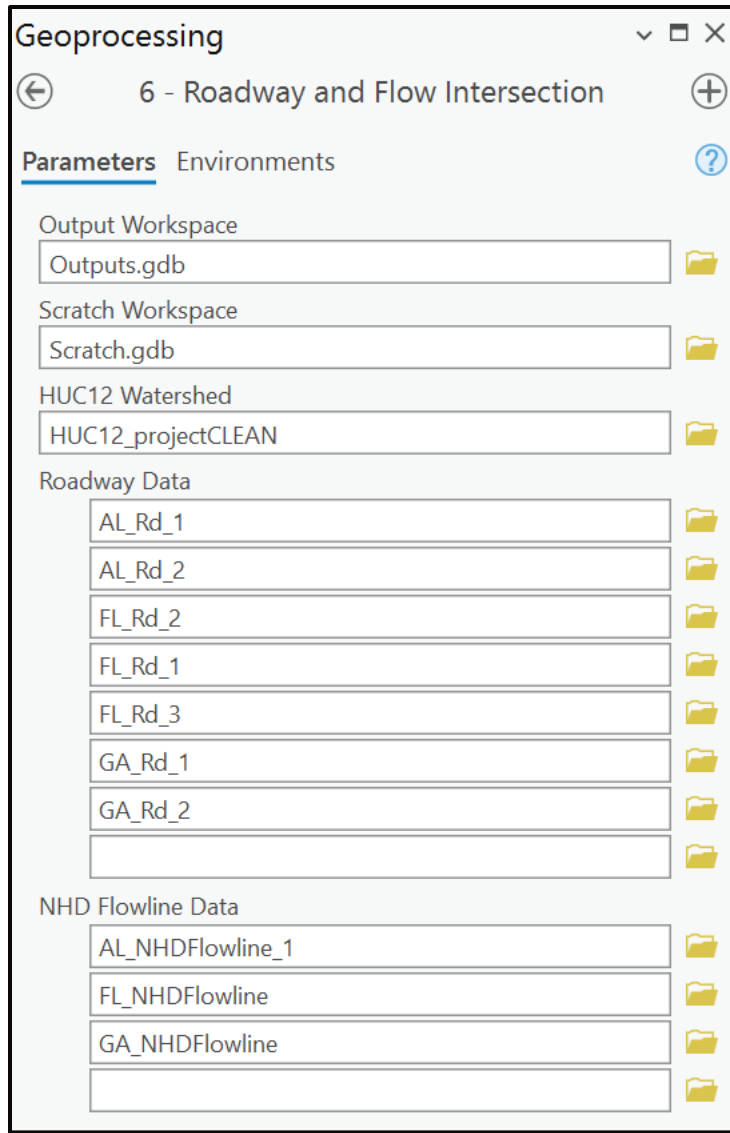 Geoprocessing
6 - Roadway and Flow Intersection
Parameters Environments
Output Workspace
Outputs.gdb
Scratch Workspace
Scratch.gdb
HUC12 Watershed
HUC12_projectCLEAN
Roadway Data
AL_Rd_1
AL_Rd_2
FL_Rd_2
FL_Rd_1
FL_Rd_3
GA_Rd_1
GA_Rd_2
NHD Flowline Data
AL_NHDFlowline_1
FL_NHDFlowline
GA_NHDFlowline